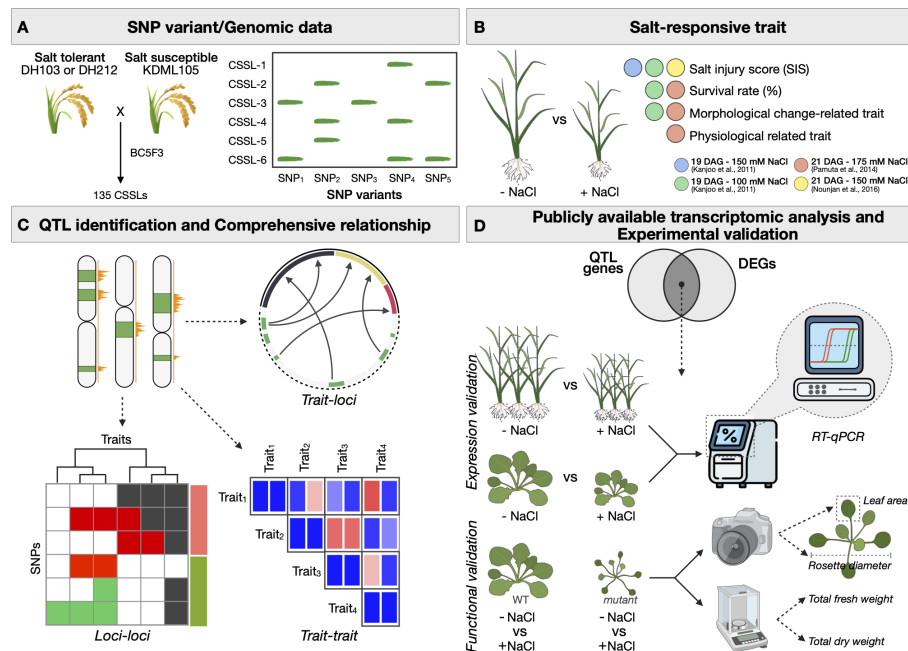 A
SNP variant/Genomic data
Salt tolerant
DH103 or DH212
Salt susceptible
KDML105
X
BC5F3
135 CSSLs
CSSL-1
CSSL-2
CSSL-3
CSSL-4
CSSL-5
CSSL-6
SNP1 SNP2 SNP3 SNP4 SNP5
SNP variants
B
Salt-responsive trait
VS
- NaCl
+ NaCl
Salt injury score (SIS)
Survival rate (%)
Morphological change-related trait
Physiological related trait
19 DAG - 150 mM NaCl
(Kanjoo et al., 2011)
21 DAG - 175 mM NaCl
(Pamuta et al., 2014)
19 DAG - 100 mM NaCl
(Kanjoo et al., 2011)
21 DAG - 150 mM NaCl
(Nounjan et al., 2016)
C
QTL identification and Comprehensive relationship
Trait-loci
Traits
SNPs
Loci-loci
Trait1 Trait2 Trait3 Trait4
Trait1
Trait2
Trait3
Trait4
Trait-trait
D
Publicly available transcriptomic analysis and
Experimental validation
QTL
genes
DEGs
Expression validation
VS
- NaCl
+ NaCl
VS
- NaCl
+ NaCl
%
RT-qPCR
Functional validation
WT
- NaCl
VS
+NaCl
mutant
- NaCl
VS
+NaCl
Leaf area
Rosette diameter
Total fresh weight
Total dry weight